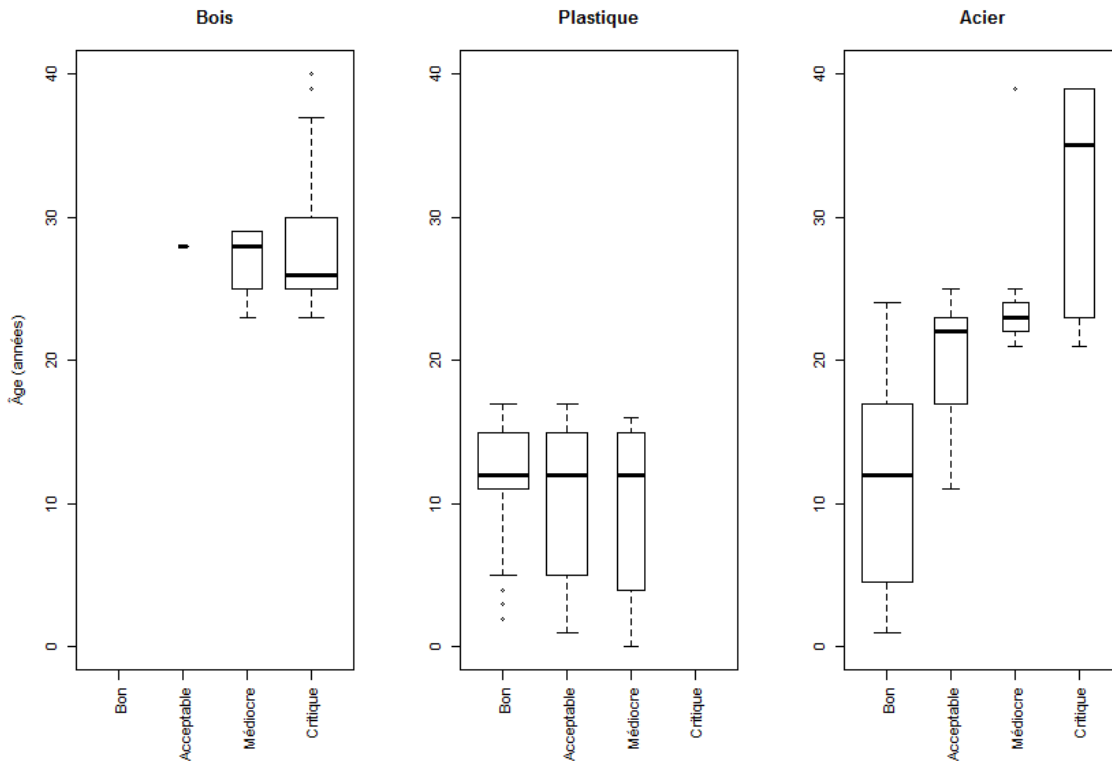 Bois
Plastique
Acier
Âge (années)
40
30
20
10
0
Bon
Acceptable
Médiocre
Critique
40
30
20
10
0
Bon
Acceptable
Médiocre
Critique
40
30
20
10
0
Bon
Acceptable
Médiocre
Critique